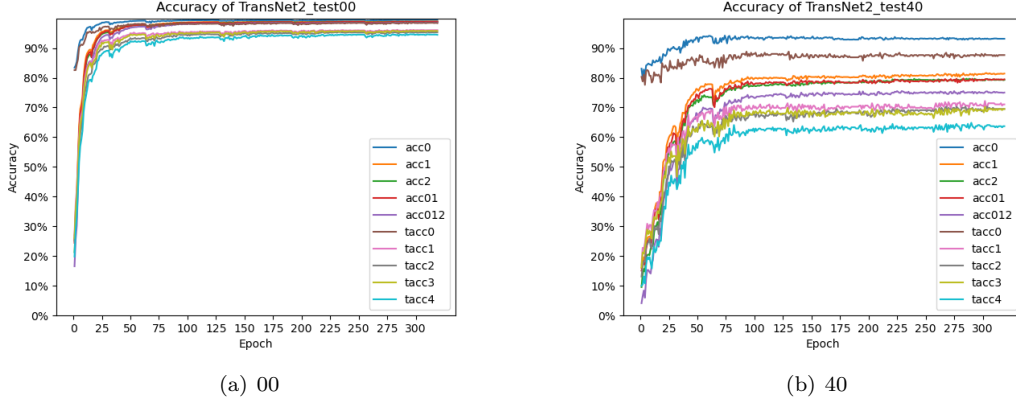 Accuracy of TransNet2_test00
90%
80%
70%
60%
50%
40%
30%
20%
10%
0%
Accuracy
acc0
acc1
acc2
acc01
acc012
tacc0
tacc1
tacc2
tacc3
tacc4
0 25 50 75 100 125 150 175 200 225 250 275 300
Epoch
(a) 00
Accuracy of TransNet2_test40
90%
80%
70%
60%
50%
40%
30%
20%
10%
0%
Accuracy
acc0
acc1
acc2
acc01
acc012
tacc0
tacc1
tacc2
tacc3
tacc4
0 25 50 75 100 125 150 175 200 225 250 275 300
Epoch
(b) 40